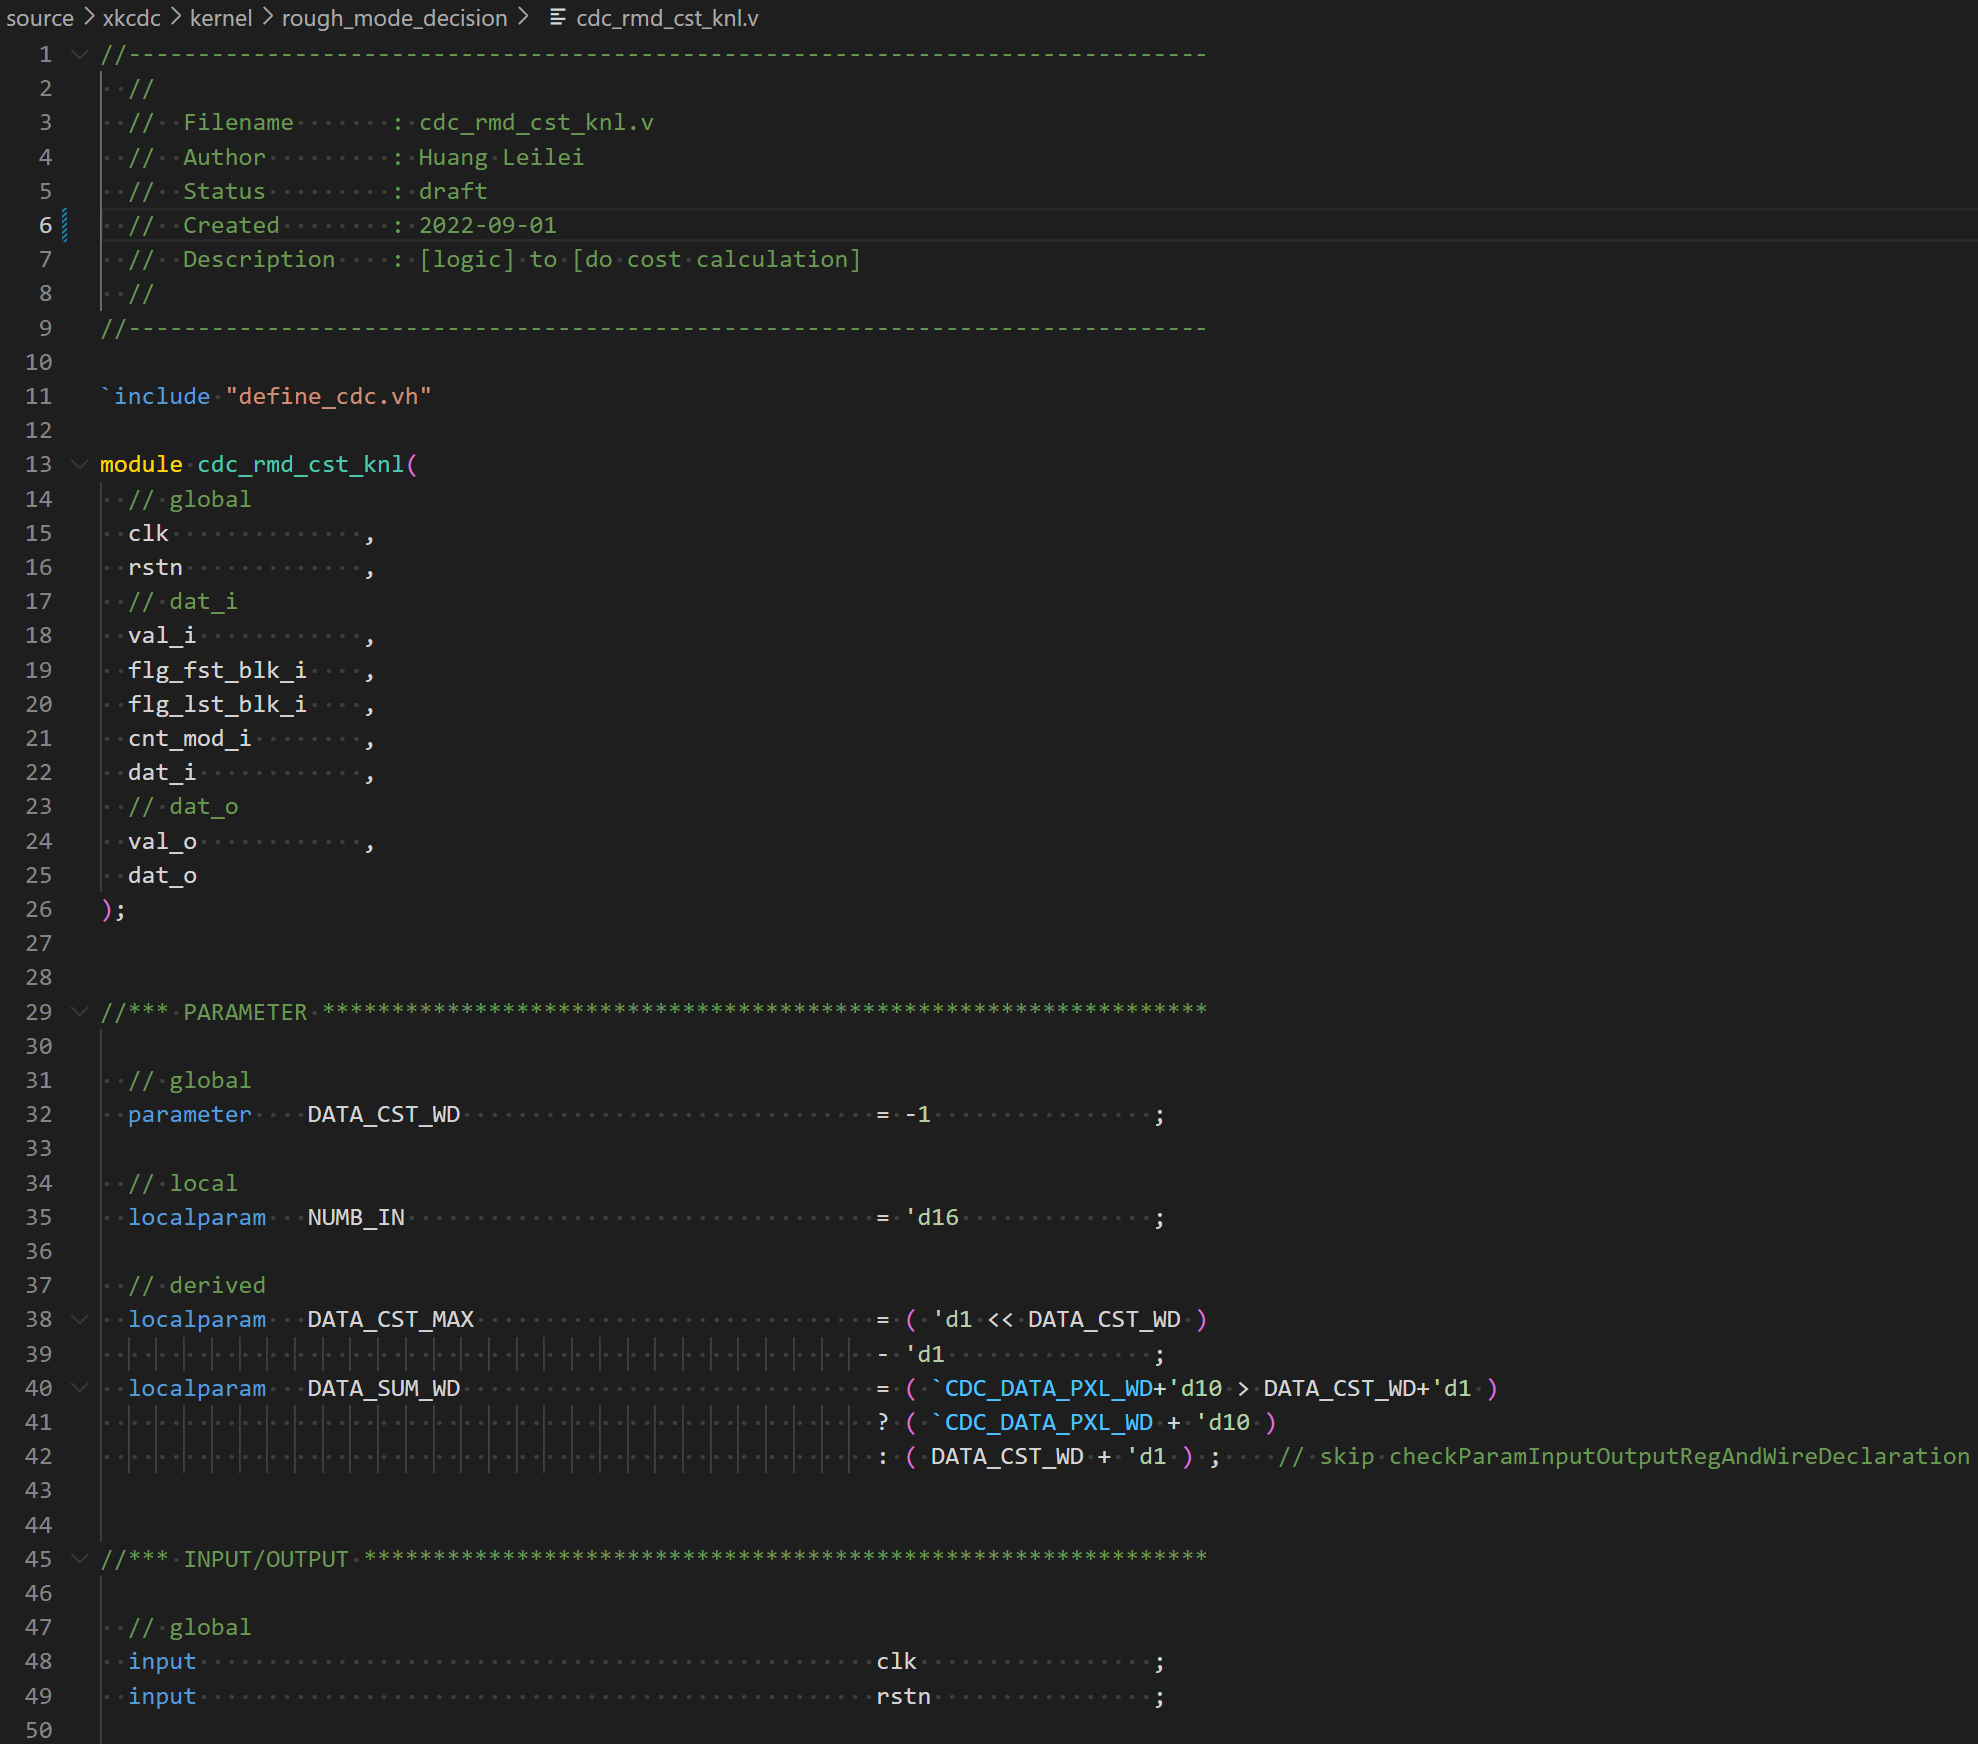 source > xkcdc > kernel > rough_mode_decision > cdc_rmd_cst_knl.v
1 //------------------------------------------------------------------------------
2   //
3   //  Filename       : cdc_rmd_cst_knl.v
4   //  Author         : Huang Leilei
5   //  Status         : draft
6   //  Created        : 2022-09-01
7   //  Description    : [logic] to [do cost calculation]
8   //
9 //------------------------------------------------------------------------------
10
11 `include "define_cdc.vh"
12
13 module cdc_rmd_cst_knl(
14   // global
15   clk              ,
16   rstn             ,
17   // dat_i
18   val_i            ,
19   flg_fst_blk_i    ,
20   flg_lst_blk_i    ,
21   cnt_mod_i        ,
22   dat_i            ,
23   // dat_o
24   val_o            ,
25   dat_o
26 );
27
28
29 //*** PARAMETER ****************************************************************
30
31   // global
32   parameter    DATA_CST_WD                              = -1                ;
33
34   // local
35   localparam   NUMB_IN                                  = 'd16              ;
36
37   // derived
38   localparam   DATA_CST_MAX                             = ( 'd1 << DATA_CST_WD )
39                                                         - 'd1               ;
40   localparam   DATA_SUM_WD                              = ( `CDC_DATA_PXL_WD+'d10 > DATA_CST_WD+'d1 )
41                                                         ? ( `CDC_DATA_PXL_WD + 'd10 )
42                                                         : ( DATA_CST_WD + 'd1 ) ;    // skip checkParamInputOutputRegAndWireDeclaration
43
44
45 //*** INPUT/OUTPUT *************************************************************
46
47   // global
48   input                                                 clk                 ;
49   input                                                 rstn                ;
50